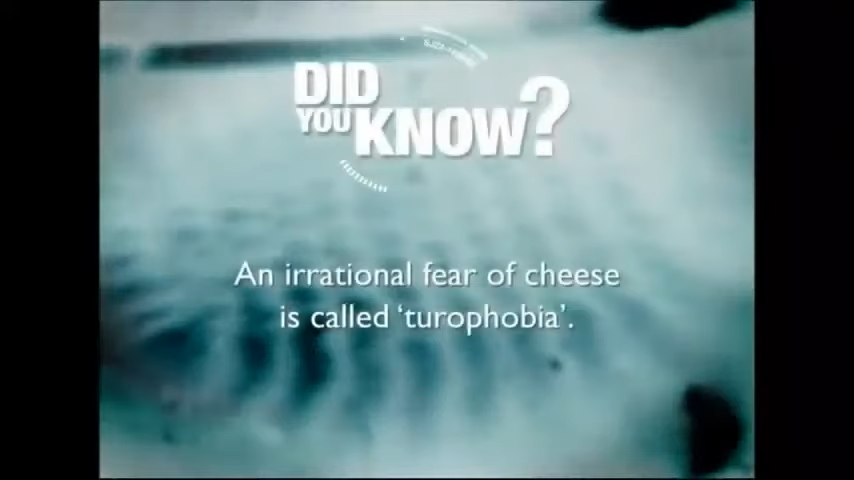 DID
YOU KNOW?
An irrational fear of cheese
is called ‘turophobia’.